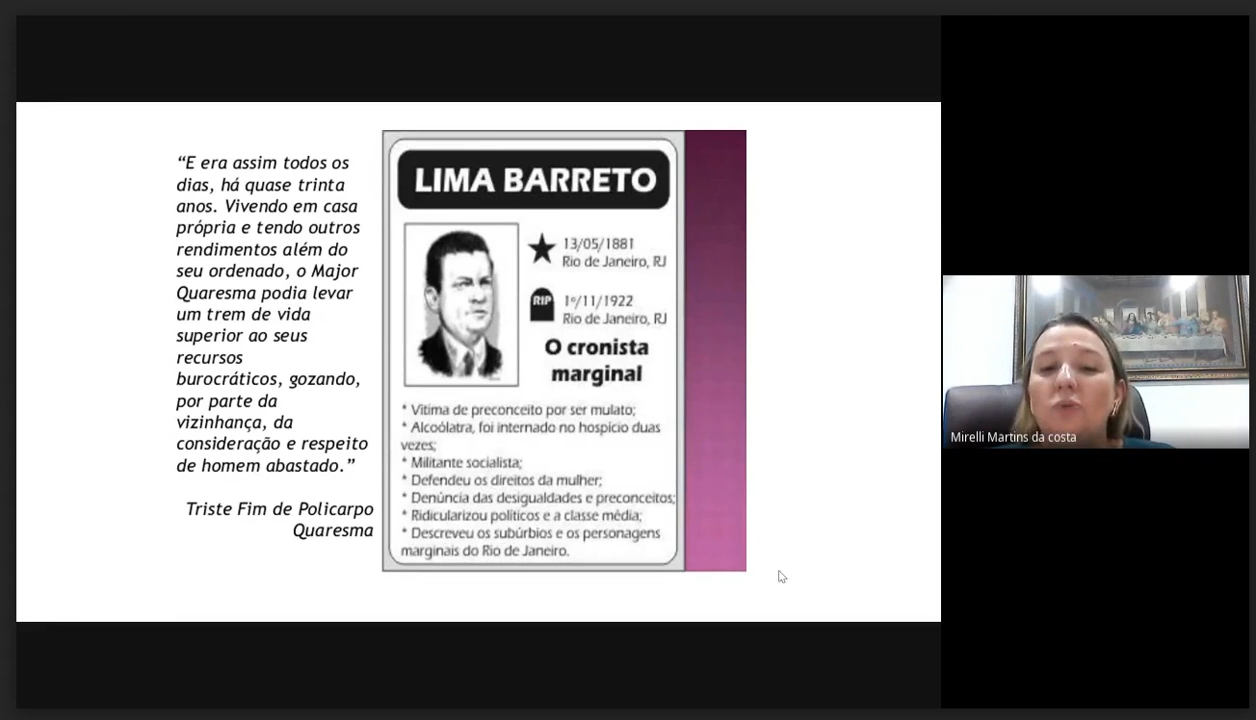 “E era assim todos os
dias, há quase trinta
anos. Vivendo em casa
própria e tendo outros
rendimentos além do
seu ordenado, o Major
Quaresma podia levar
um trem de vida
superior ao seus
recursos
burocráticos, gozando,
por parte da
vizinhança, da
consideração e respeito
de homem abastado.”
Triste Fim de Policarpo
Quaresma
LIMA BARRETO
13/05/1881
Rio de Janeiro, RJ
RIP
1º/11/1922
Rio de Janeiro, RJ
O cronista
marginal
* Vítima de preconceito por ser mulato;
* Alcoólatra, foi internado no hospício duas
vezes;
* Militante socialista;
* Defendeu os direitos da mulher;
* Denúncia das desigualdades e preconceitos;
* Ridicularizou políticos e a classe média;
* Descreveu os subúrbios e os personagens
marginais do Rio de Janeiro.
Mirelli Martins da costa